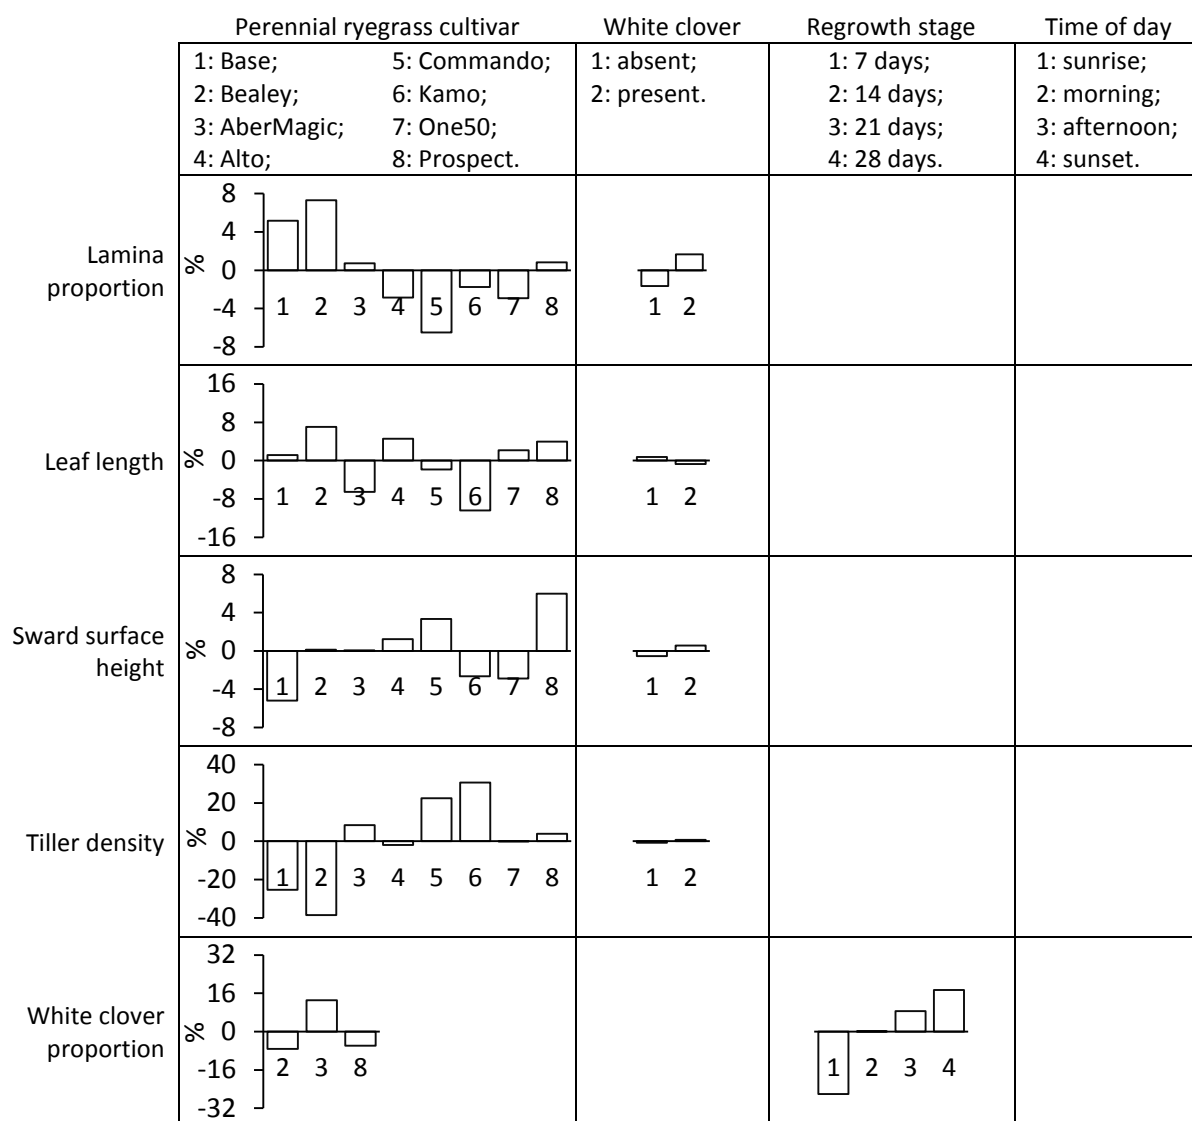 Perennial ryegrass cultivar White clover Regrowth stage Time of day
1: Base; 5: Commando; 1: absent; 1: 7 days; 1: sunrise;
2: Bealey; 6: Kamo; 2: present. 2: 14 days; 2: morning;
3: AberMagic; 7: One50; 3: 21 days; 3: afternoon;
4: Alto; 8: Prospect. 4: 28 days. 4: sunset.
Lamina
proportion
%
8
4
0
-4
-8
1 2 3 4 5 6 7 8
1 2
Leaf length
%
16
8
0
-8
-16
1 2 3 4 5 6 7 8
1 2
Sward surface
height
%
8
4
0
-4
-8
1 2 3 4 5 6 7 8
1 2
Tiller density
%
40
20
0
-20
-40
1 2 3 4 5 6 7 8
1 2
White clover
proportion
%
32
16
0
-16
-32
2 3 8
1 2 3 4